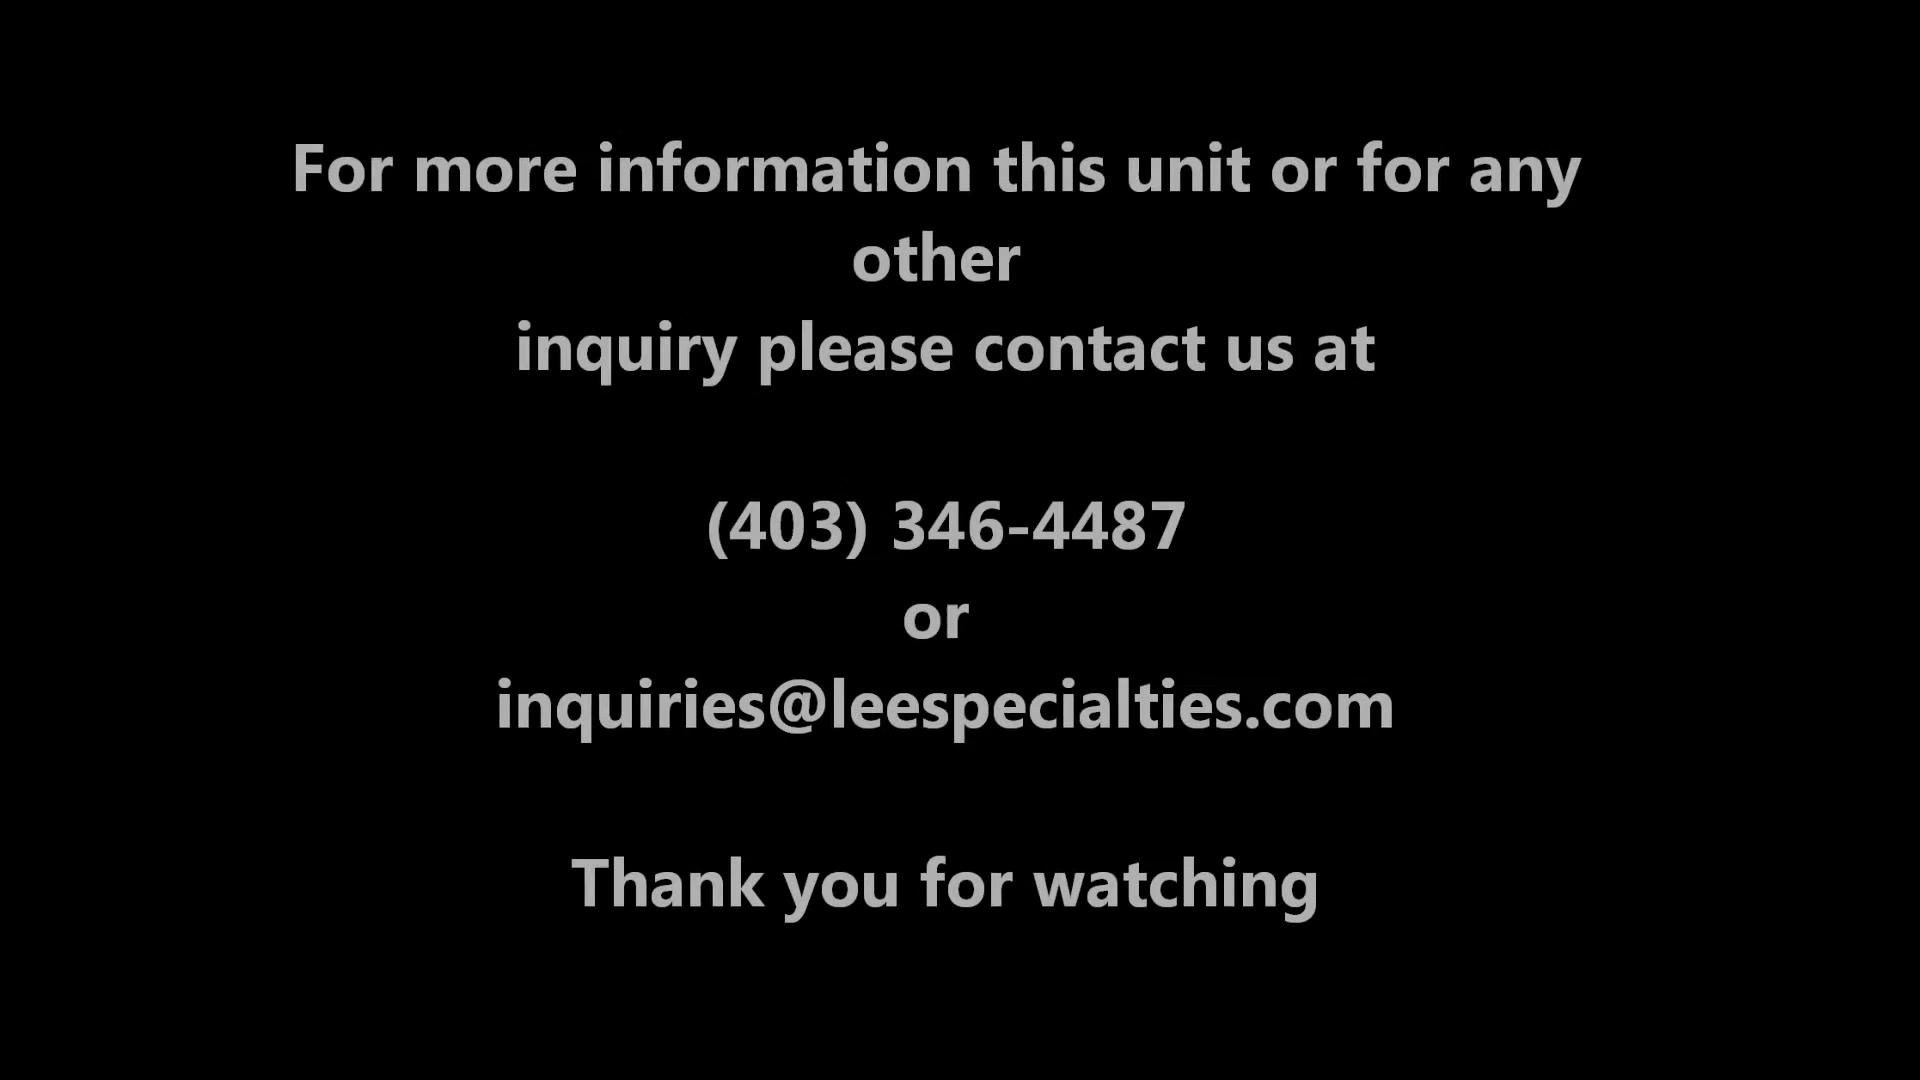 For more information this unit or for any
other
inquiry please contact us at
(403) 346-4487
or
inquiries@leespecialties.com
Thank you for watching